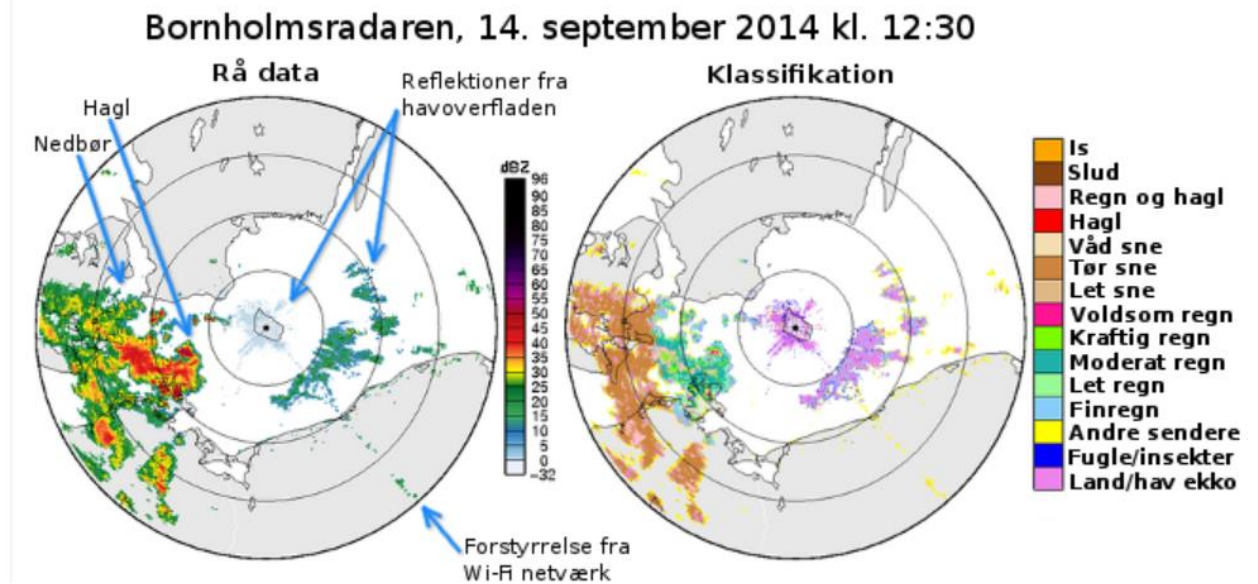 Bornholmsradaren, 14. september 2014 kl. 12:30
Rå data
Reflektioner fra
havoverfladen
Klassifikation
Hagl
Nedbør
dBZ
96
90
85
80
75
70
65
60
55
50
45
40
35
30
25
20
15
10
5
0
-32
Is
Slud
Regn og hagl
Hagl
Våd sne
Tør sne
Let sne
Voldsom regn
Kraftig regn
Moderat regn
Let regn
Finregn
Andre sendere
Fugle/insekter
Land/hav ekko
Forstyrrelse fra
Wi-Fi netværk